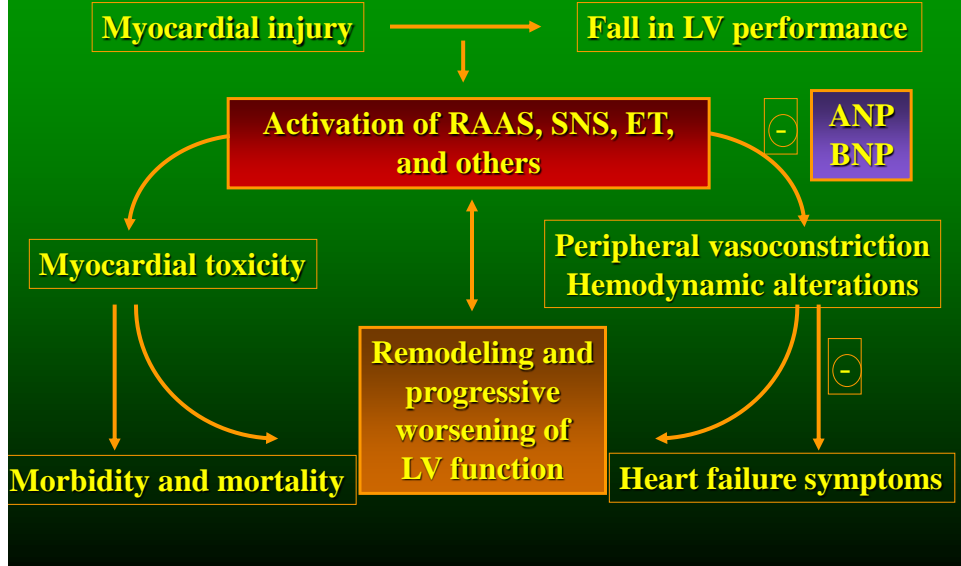 Myocardial injury
Fall in LV performance
Activation of RAAS, SNS, ET,
and others
-
ANP
BNP
Myocardial toxicity
Peripheral vasoconstriction
Hemodynamic alterations
Remodeling and
progressive
worsening of
LV function
-
Morbidity and mortality
Heart failure symptoms